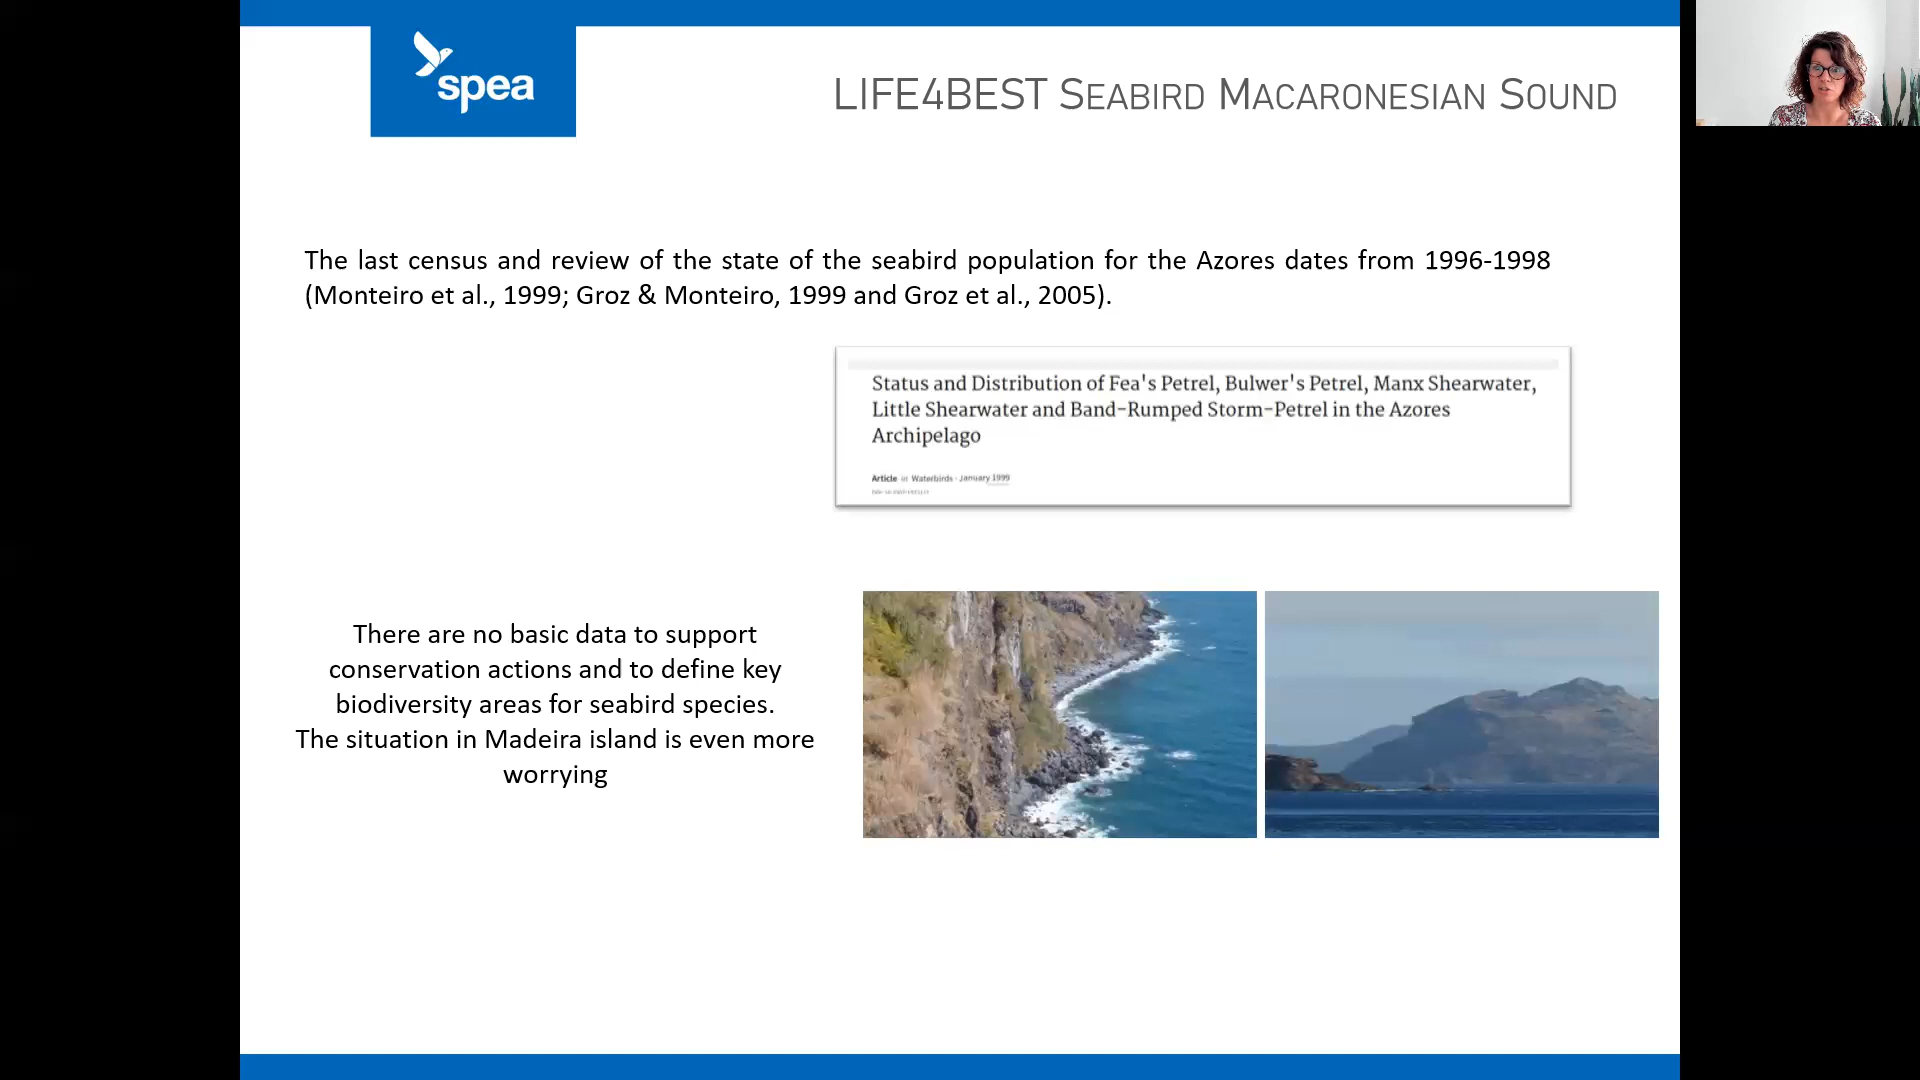 spea
LIFE4BEST SEABIRD MACARONESIAN SOUND
The last census and review of the state of the seabird population for the Azores dates from 1996-1998
(Monteiro et al., 1999; Groz & Monteiro, 1999 and Groz et al., 2005).
Status and Distribution of Fea's Petrel, Bulwer's Petrel, Manx Shearwater,
Little Shearwater and Band-Rumped Storm-Petrel in the Azores
Archipelago
Article in Waterbirds · January 1999
There are no basic data to support
conservation actions and to define key
biodiversity areas for seabird species.
The situation in Madeira island is even more
worrying